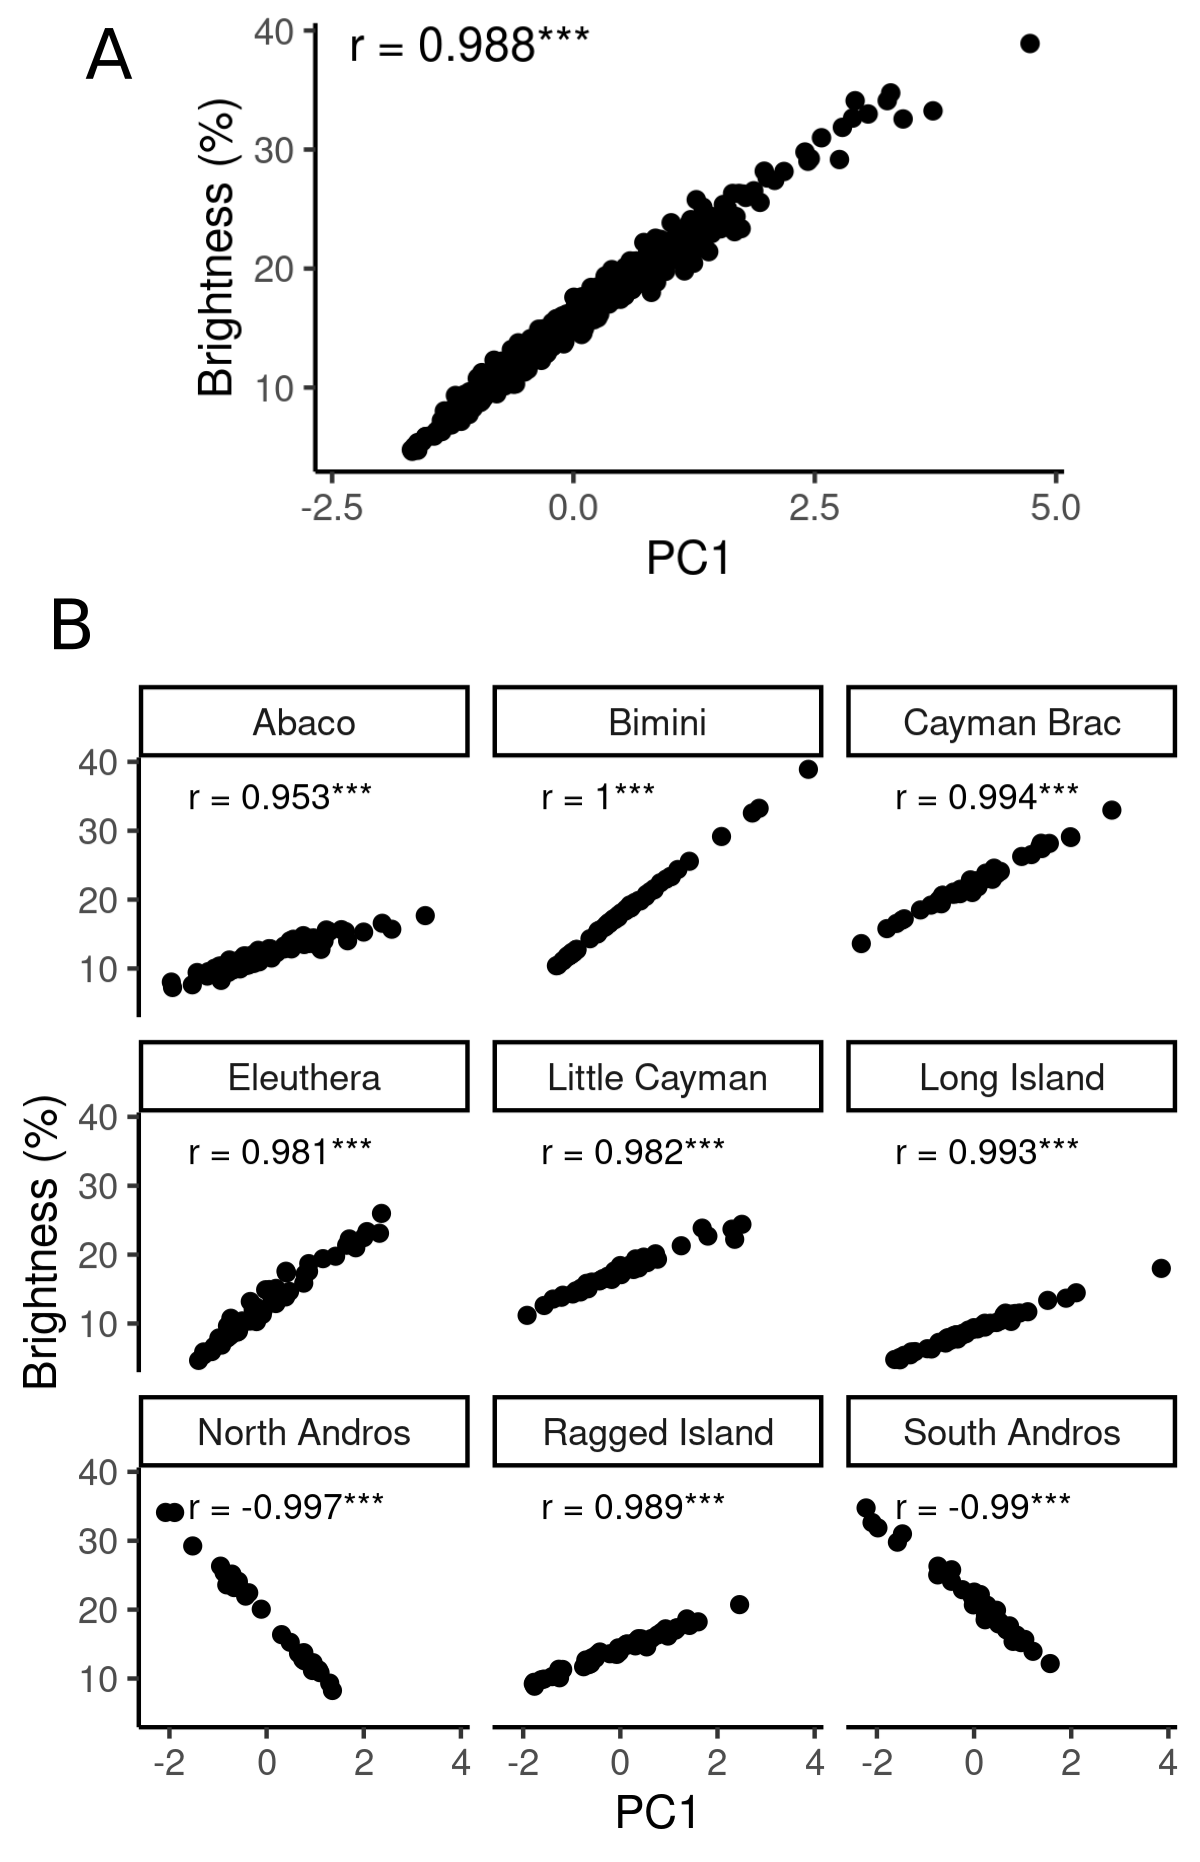 A
r = 0.988***
Brightness (%)
40
30
20
10
-2.5 0.0 2.5 5.0
PC1
B
Abaco Bimini Cayman Brac
40
30
20
10
r = 0.953*** r = 1*** r = 0.994***
Eleuthera Little Cayman Long Island
Brightness (%)
40
30
20
10
r = 0.981*** r = 0.982*** r = 0.993***
North Andros Ragged Island South Andros
40
30
20
10
r = -0.997*** r = 0.989*** r = -0.99***
-2 0 2 4 -2 0 2 4 -2 0 2 4
PC1